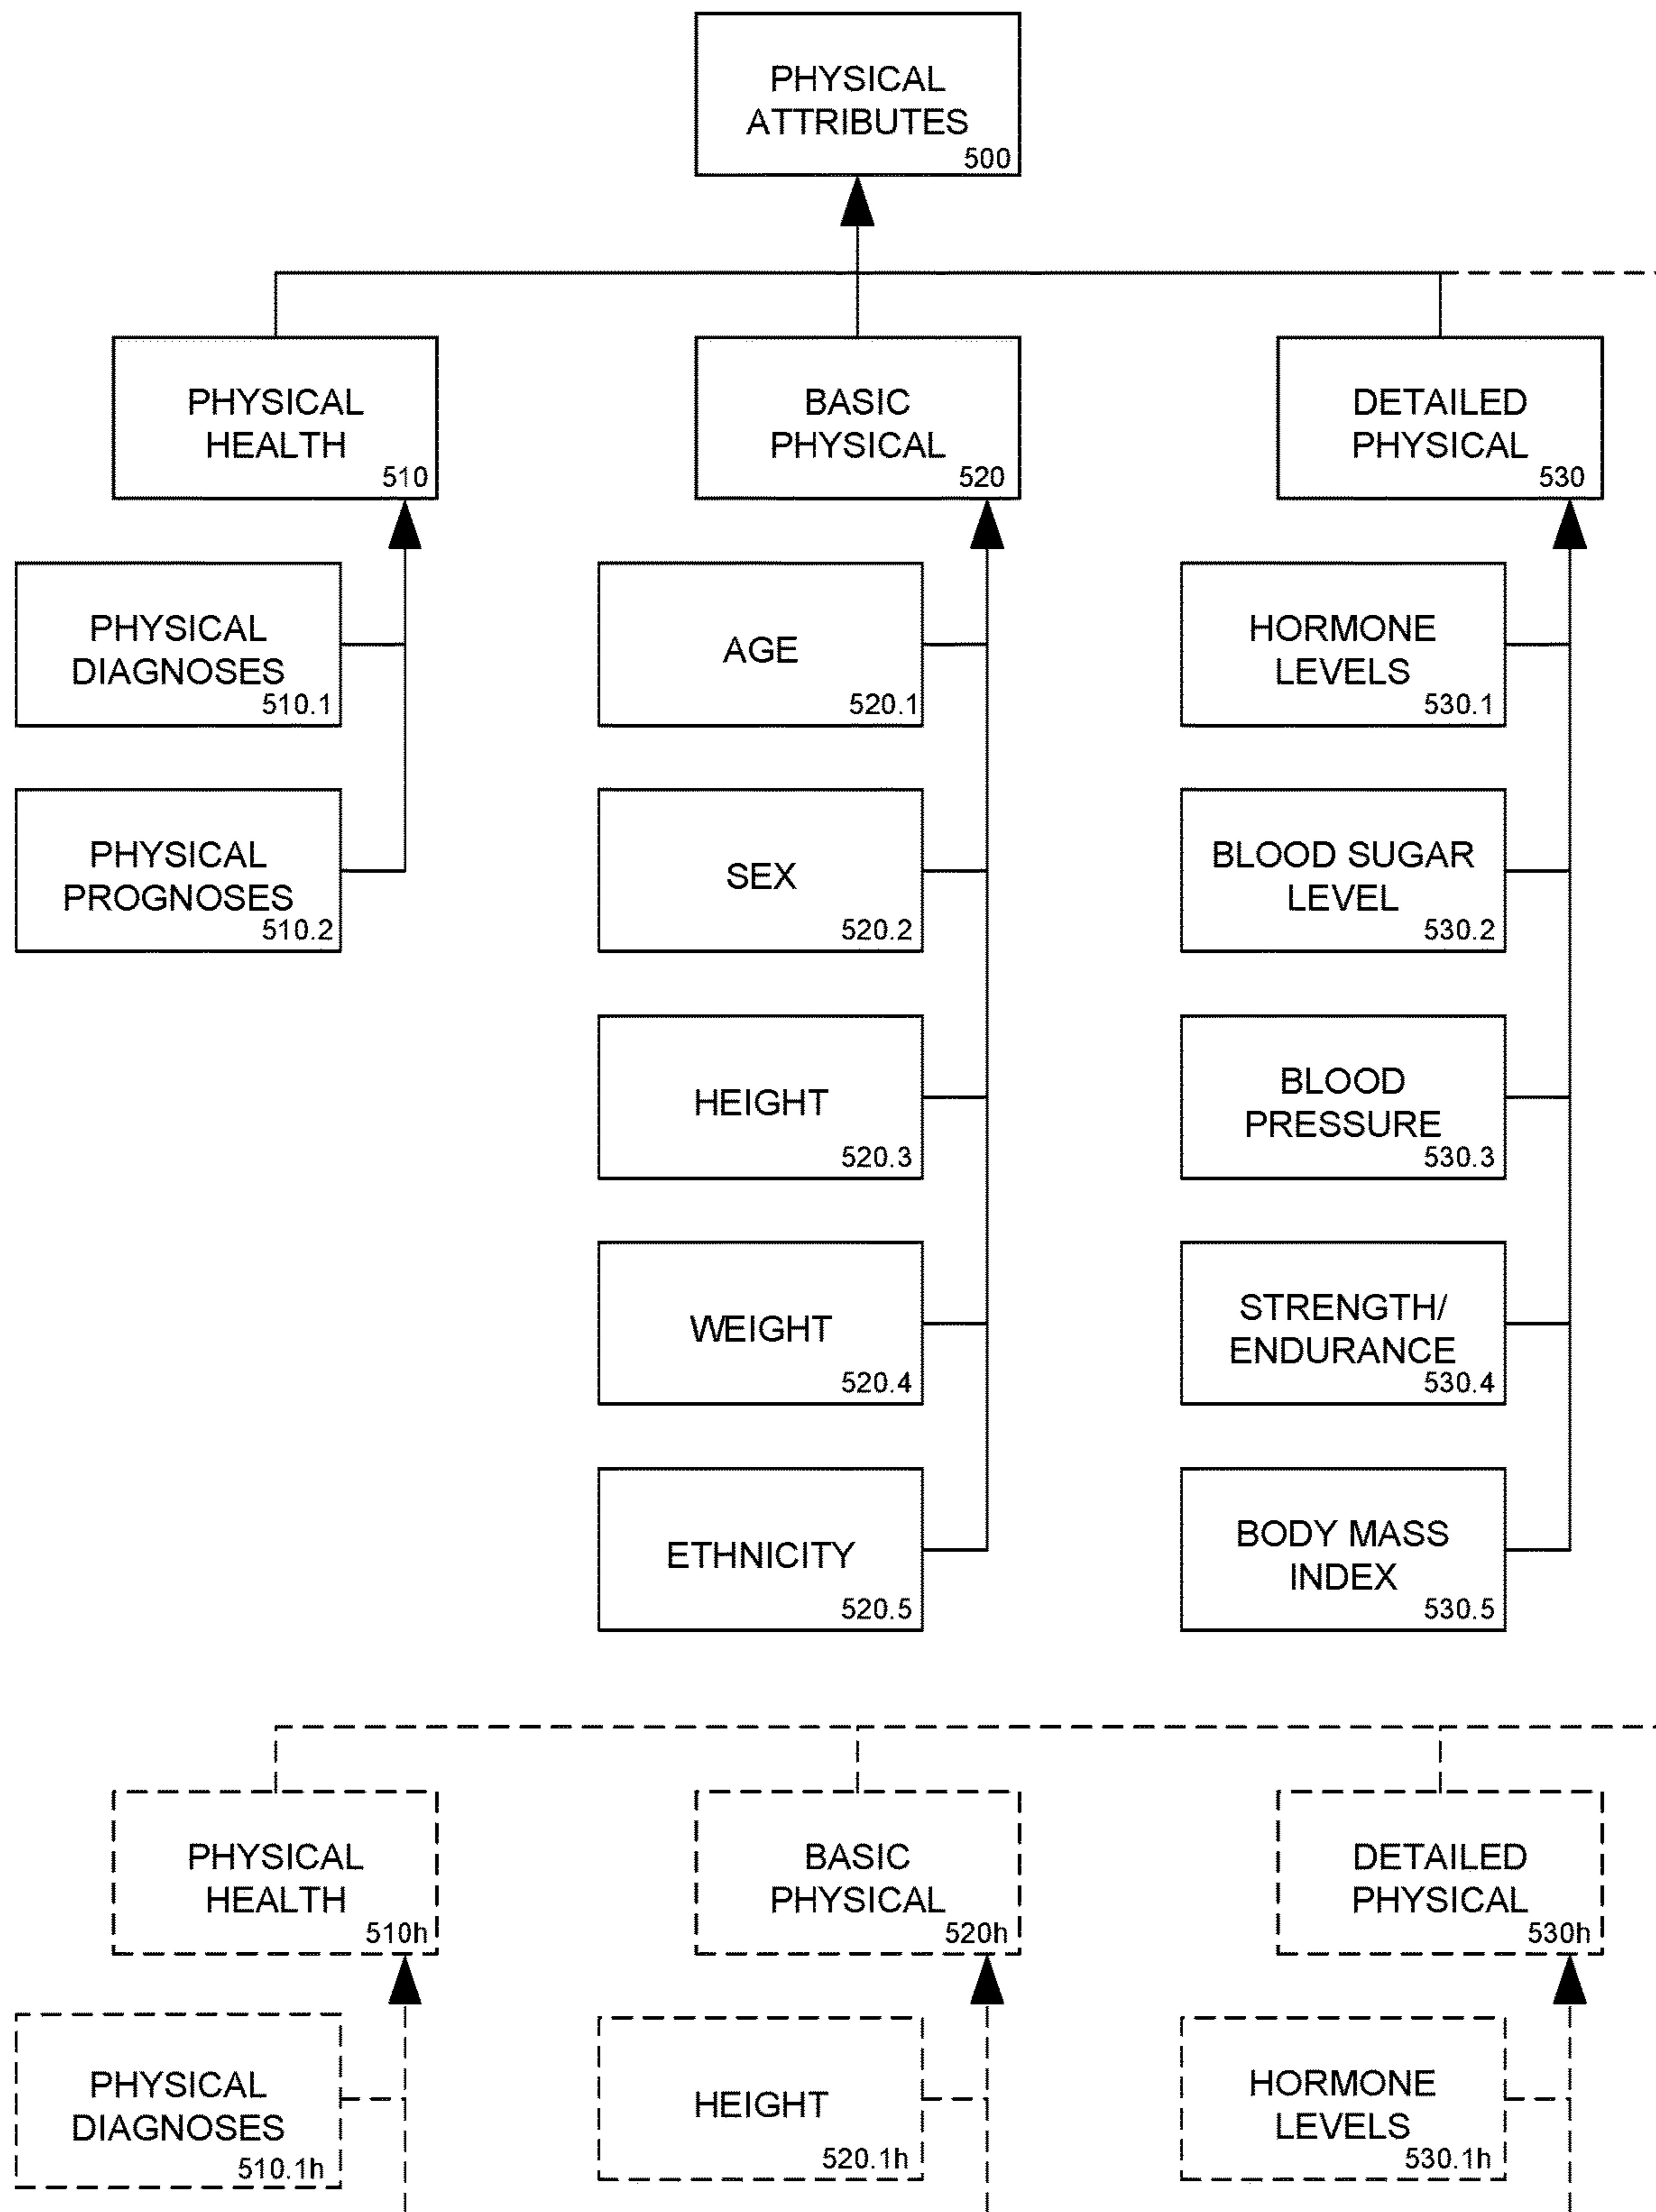 PHYSICAL
ATTRIBUTES
500
PHYSICAL
HEALTH
510
BASIC
PHYSICAL
520
DETAILED
PHYSICAL
530
PHYSICAL
DIAGNOSES
510.1
AGE
520.1
HORMONE
LEVELS
530.1
PHYSICAL
PROGNOSES
510.2
SEX
520.2
BLOOD SUGAR
LEVEL
530.2
HEIGHT
520.3
BLOOD
PRESSURE
530.3
WEIGHT
520.4
STRENGTH/
ENDURANCE
530.4
ETHNICITY
520.5
BODY MASS
INDEX
530.5
PHYSICAL
HEALTH
510h
BASIC
PHYSICAL
520h
DETAILED
PHYSICAL
530h
PHYSICAL
DIAGNOSES
510.1h
HEIGHT
520.1h
HORMONE
LEVELS
530.1h